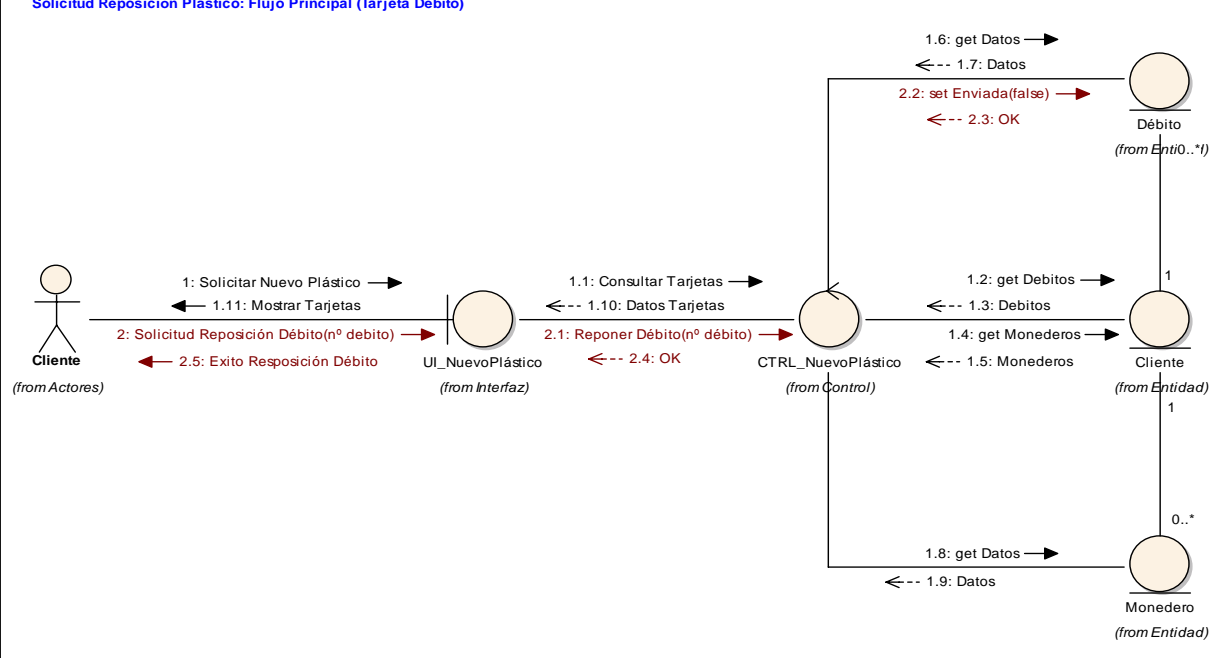 Solicitud Reposición Plástico: Flujo Principal (Tarjeta Débito)
1.6: get Datos
1.7: Datos
2.2: set Enviada(false)
2.3: OK
Débito
(from Enti0..*l)
1: Solicitar Nuevo Plástico
1.11: Mostrar Tarjetas
2: Solicitud Reposición Débito(nº debito)
2.5: Exito Resposición Débito
Cliente
(from Actores)
UI_NuevoPlástico
(from Interfaz)
1.1: Consultar Tarjetas
1.10: Datos Tarjetas
2.1: Reponer Débito(nº débito)
2.4: OK
CTRL_NuevoPlástico
(from Control)
1.2: get Debitos
1.3: Debitos
1.4: get Monederos
1.5: Monederos
1
Cliente
(from Entidad)
1
0..*
1.8: get Datos
1.9: Datos
Monedero
(from Entidad)